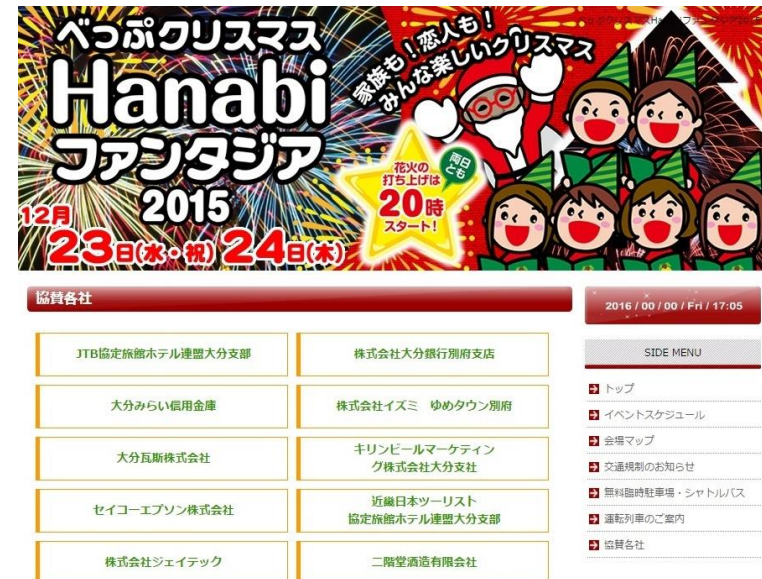 べっぷクリスマス
Hanabi
ファンタジア
2015
12月
23日(水・祝) 24日(木)
家族も！恋人も！
みんな楽しいクリスマス
両日
とも
花火の
打ち上げは
20時
スタート！
協賛各社
JTB協定旅館ホテル連盟大分支部
株式会社大分銀行別府支店
大分みらい信用金庫
株式会社イズミ　ゆめタウン別府
大分瓦斯株式会社
キリンビールマーケティン
グ株式会社大分支社
セイコーエプソン株式会社
近畿日本ツーリスト
協定旅館ホテル連盟大分支部
株式会社ジェイテック
二階堂酒造有限会社
2016 / 00 / 00 / Fri / 17:05
SIDE MENU
トップ
イベントスケジュール
会場マップ
交通規制のお知らせ
無料臨時駐車場・シャトルバス
運転列車のご案内
協賛各社